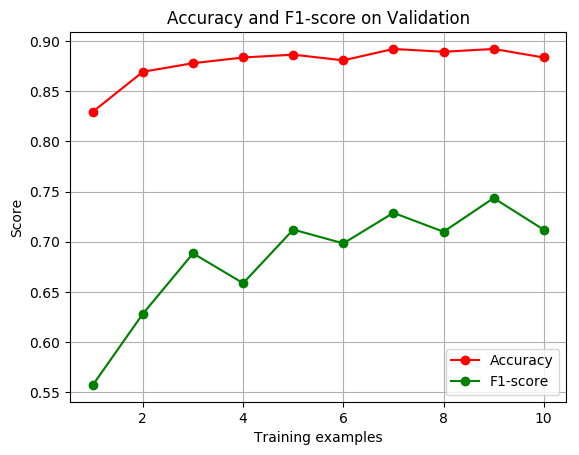 Accuracy and F1-score on Validation
0.90
0.85
0.80
0.75
0.70
0.65
0.60
0.55
Score
2 4 6 8 10
Training examples
Accuracy
F1-score